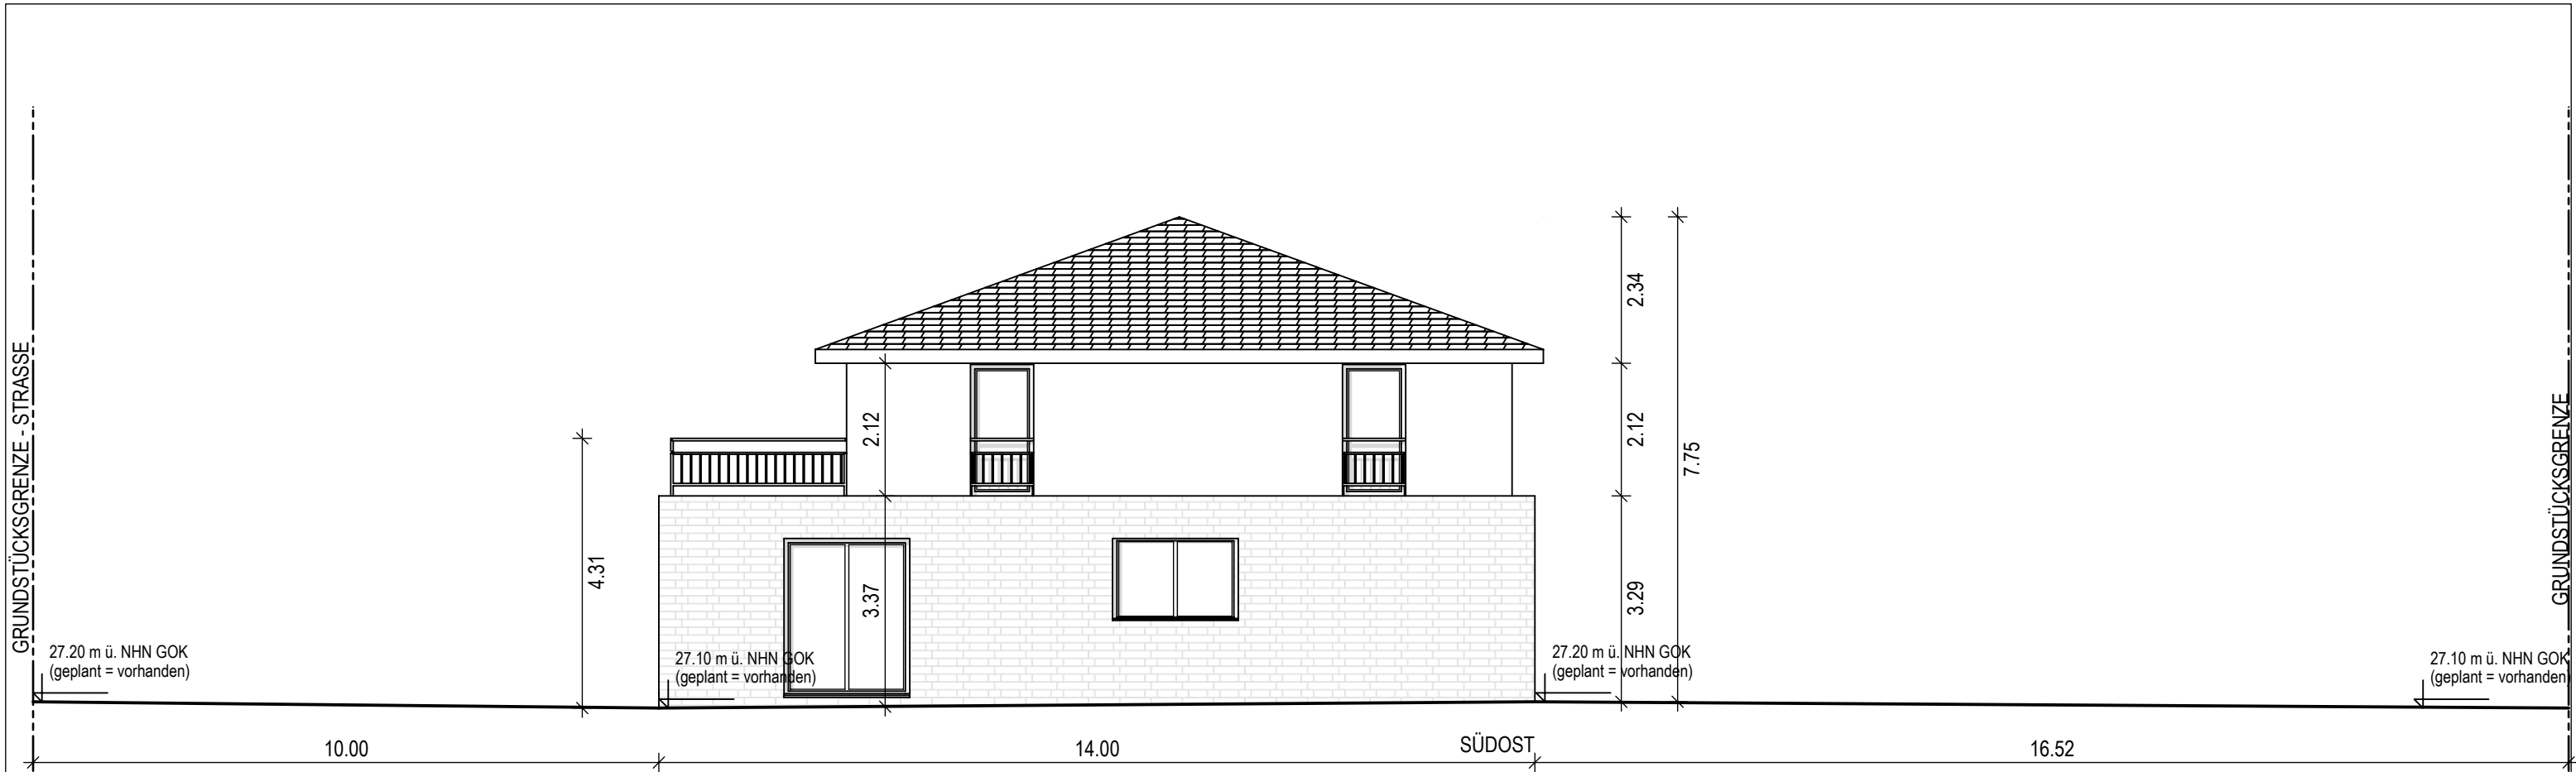 GRUNDSTÜCKSGRENZE - STRASSE
27.20 m ü. NHN GOK
(geplant = vorhanden)
4.31
27.10 m ü. NHN GOK
(geplant = vorhanden)
2.12
3.37
2.34
2.12
3.29
7.75
27.20 m ü. NHN GOK
(geplant = vorhanden)
GRUNDSTÜCKSGRENZE
27.10 m ü. NHN GOK
(geplant = vorhanden)
10.00
14.00
SÜDOST
16.52